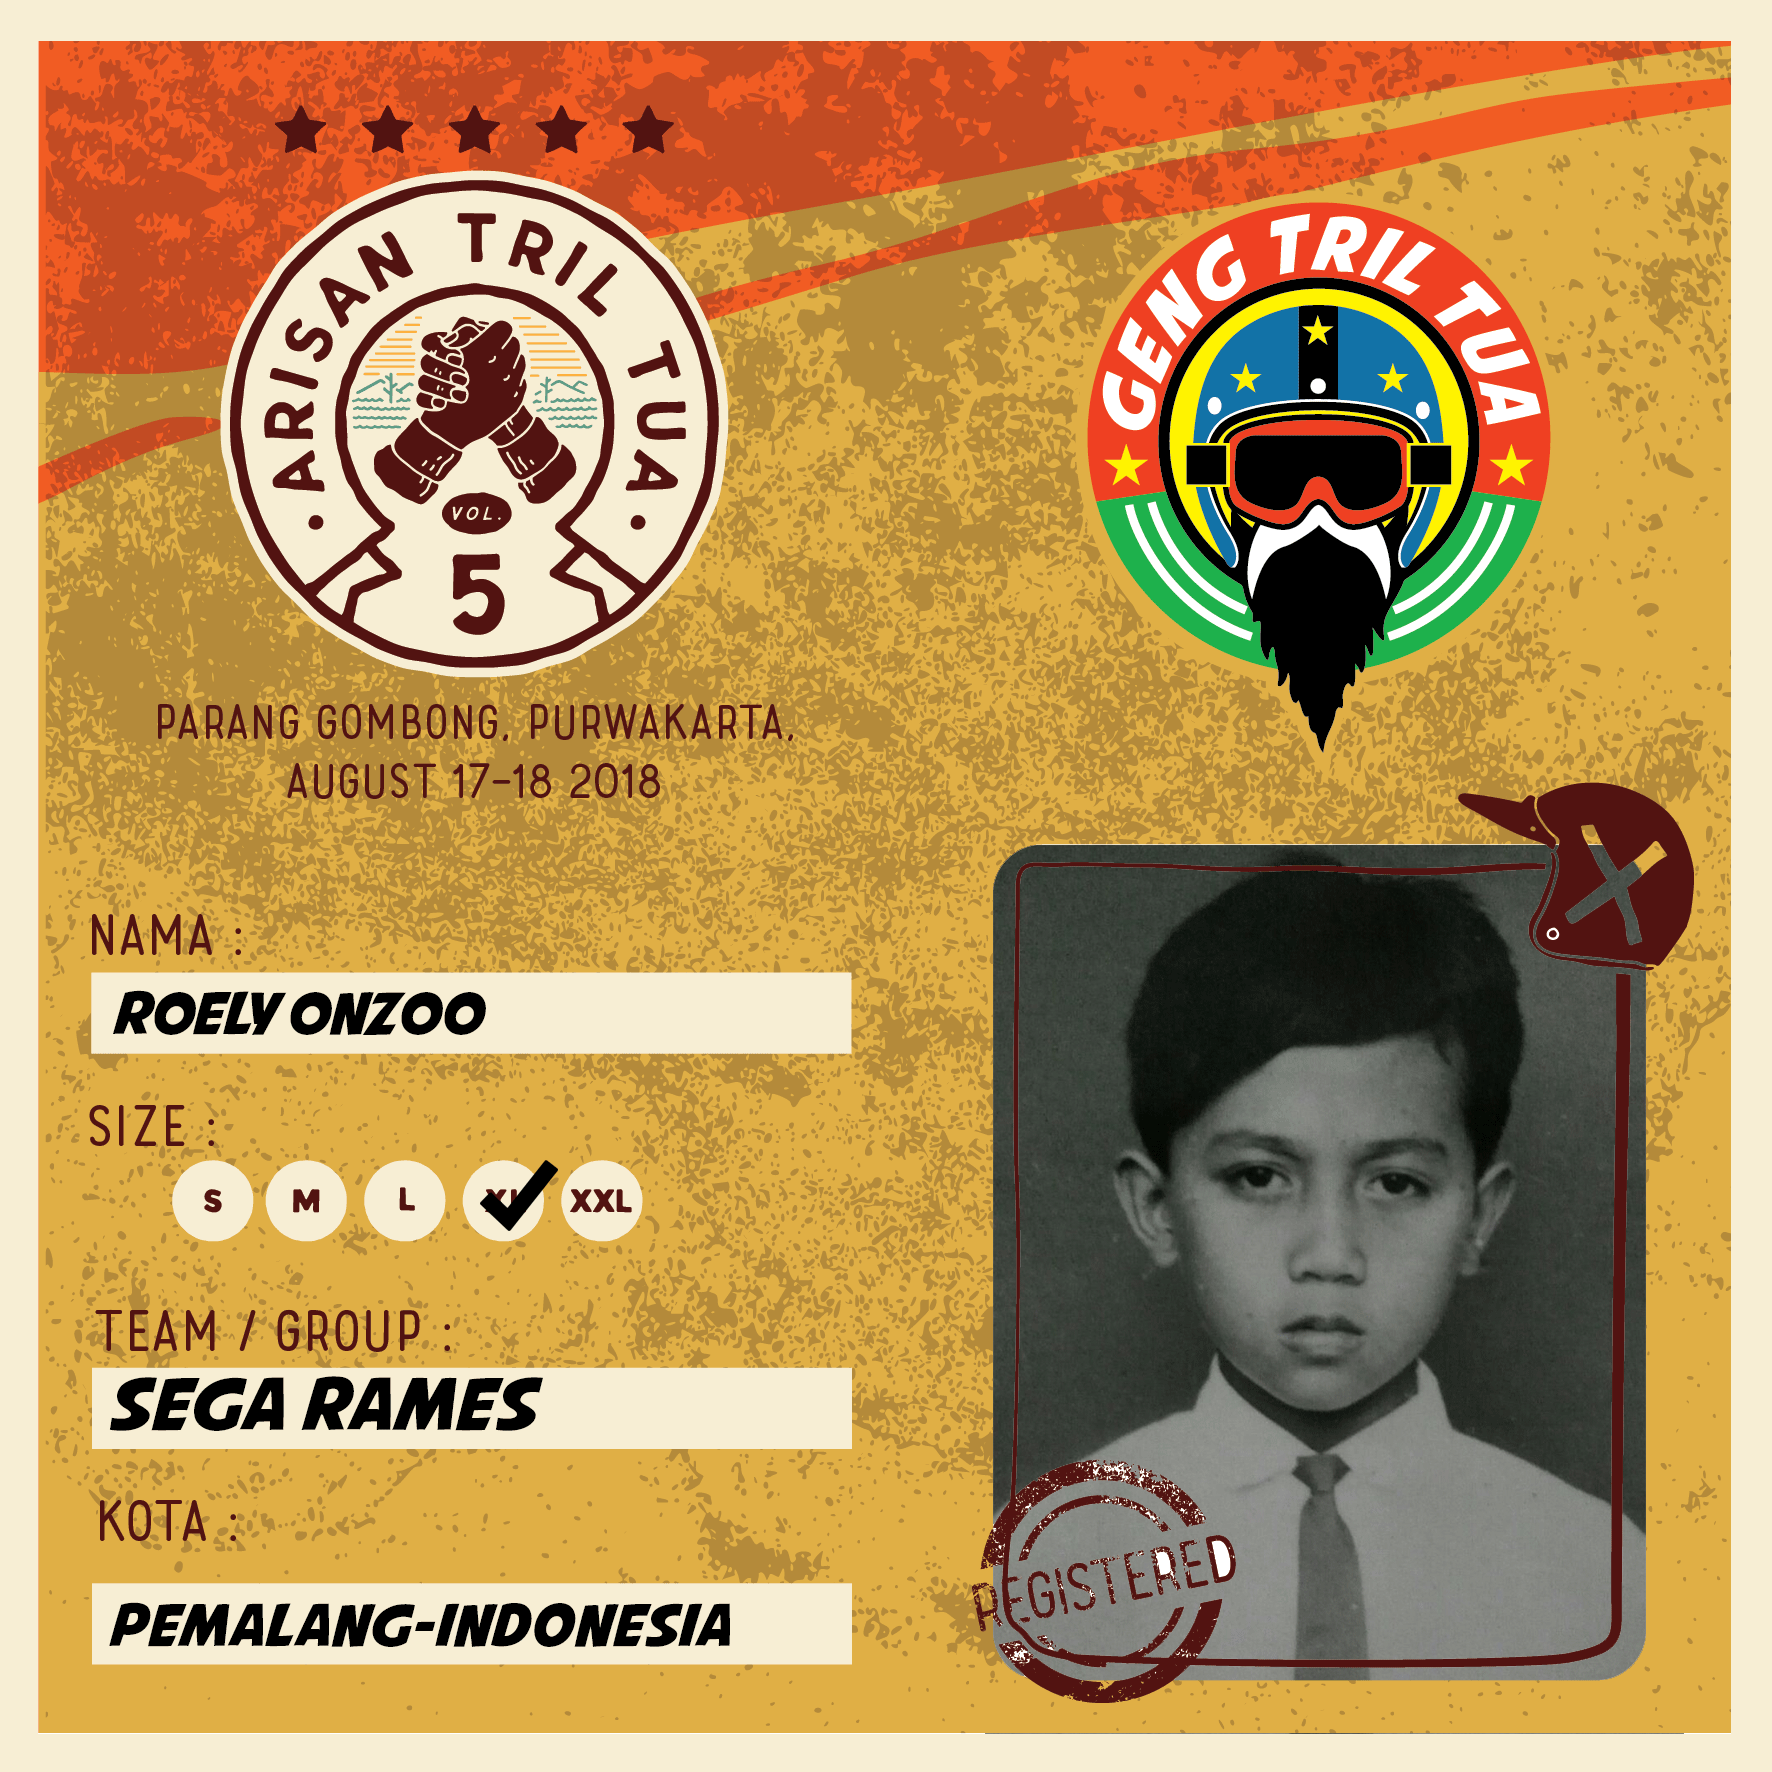 ARISAN TRIL TUA
VOL.
5
GENG TRIL TUA
PARANG GOMBONG, PURWAKARTA,
AUGUST 17-18 2018
NAMA :
ROELY ONZOO
SIZE :
S M L XL XXL
TEAM / GROUP :
SEGA RAMES
KOTA :
PEMALANG-INDONESIA
REGISTERED